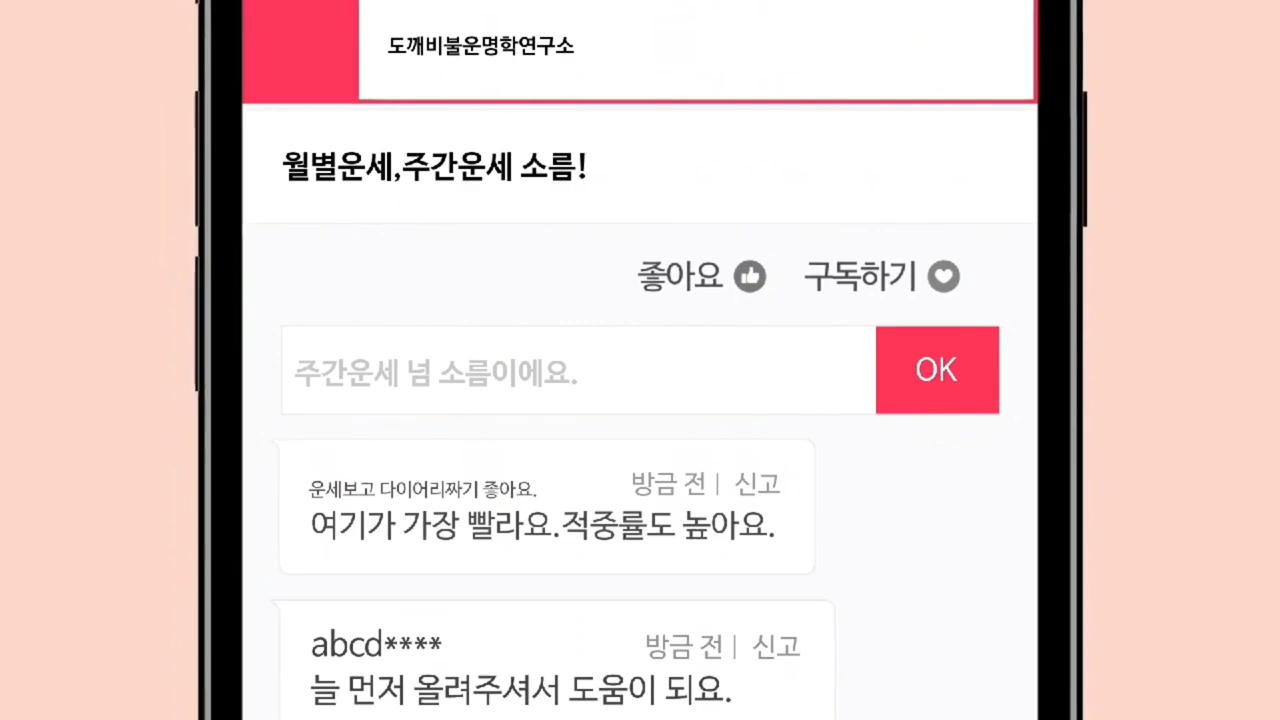 도깨비불운명학연구소
월별운세,주간운세 소름!
좋아요 구독하기
주간운세 넘 소름이에요. OK
운세보고 다이어리짜기 좋아요. 방금 전 | 신고
여기가 가장 빨라요.적중률도 높아요.
abcd**** 방금 전 | 신고
늘 먼저 올려주셔서 도움이 되요.